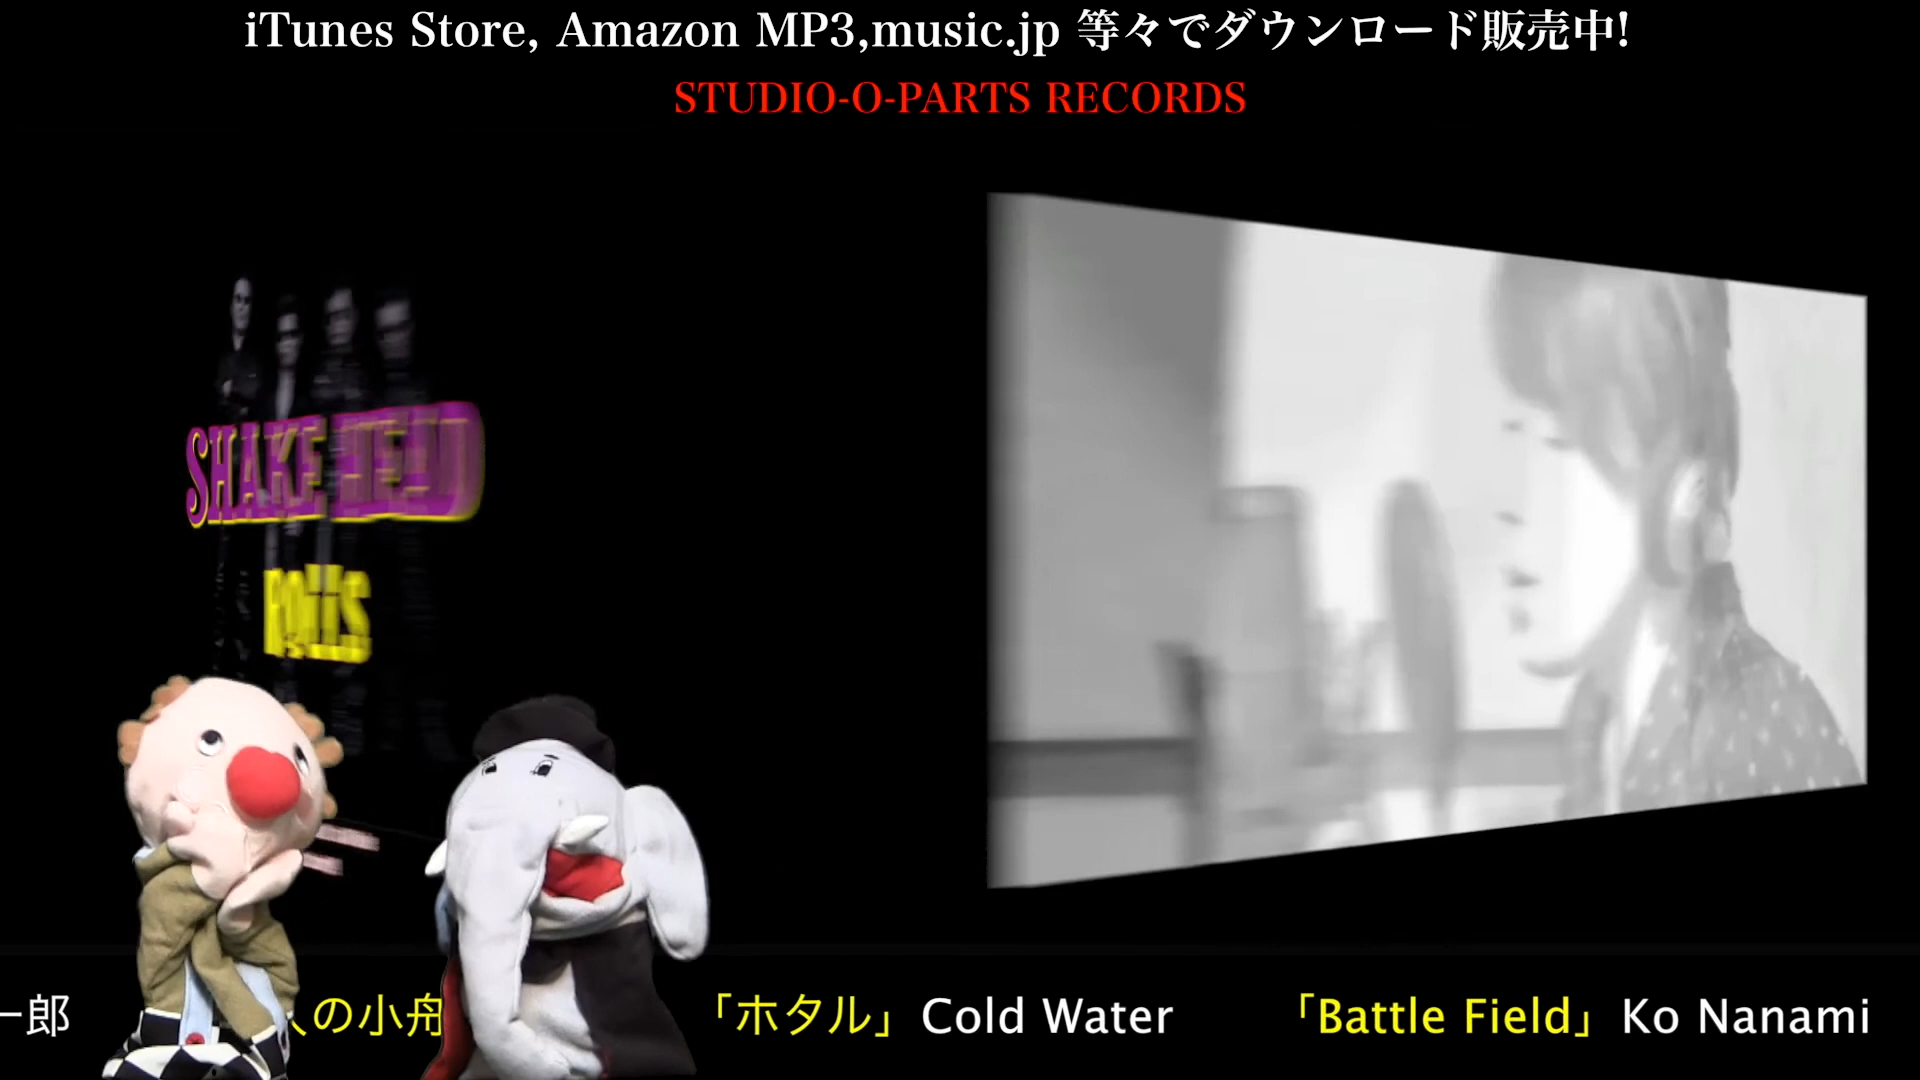 iTunes Store, Amazon MP3,music.jp 等々でダウンロード販売中!
STUDIO-O-PARTS RECORDS
SHAKE HEAD
一郎 人の小舟 「ホタル」 Cold Water 「Battle Field」 Ko Nanami